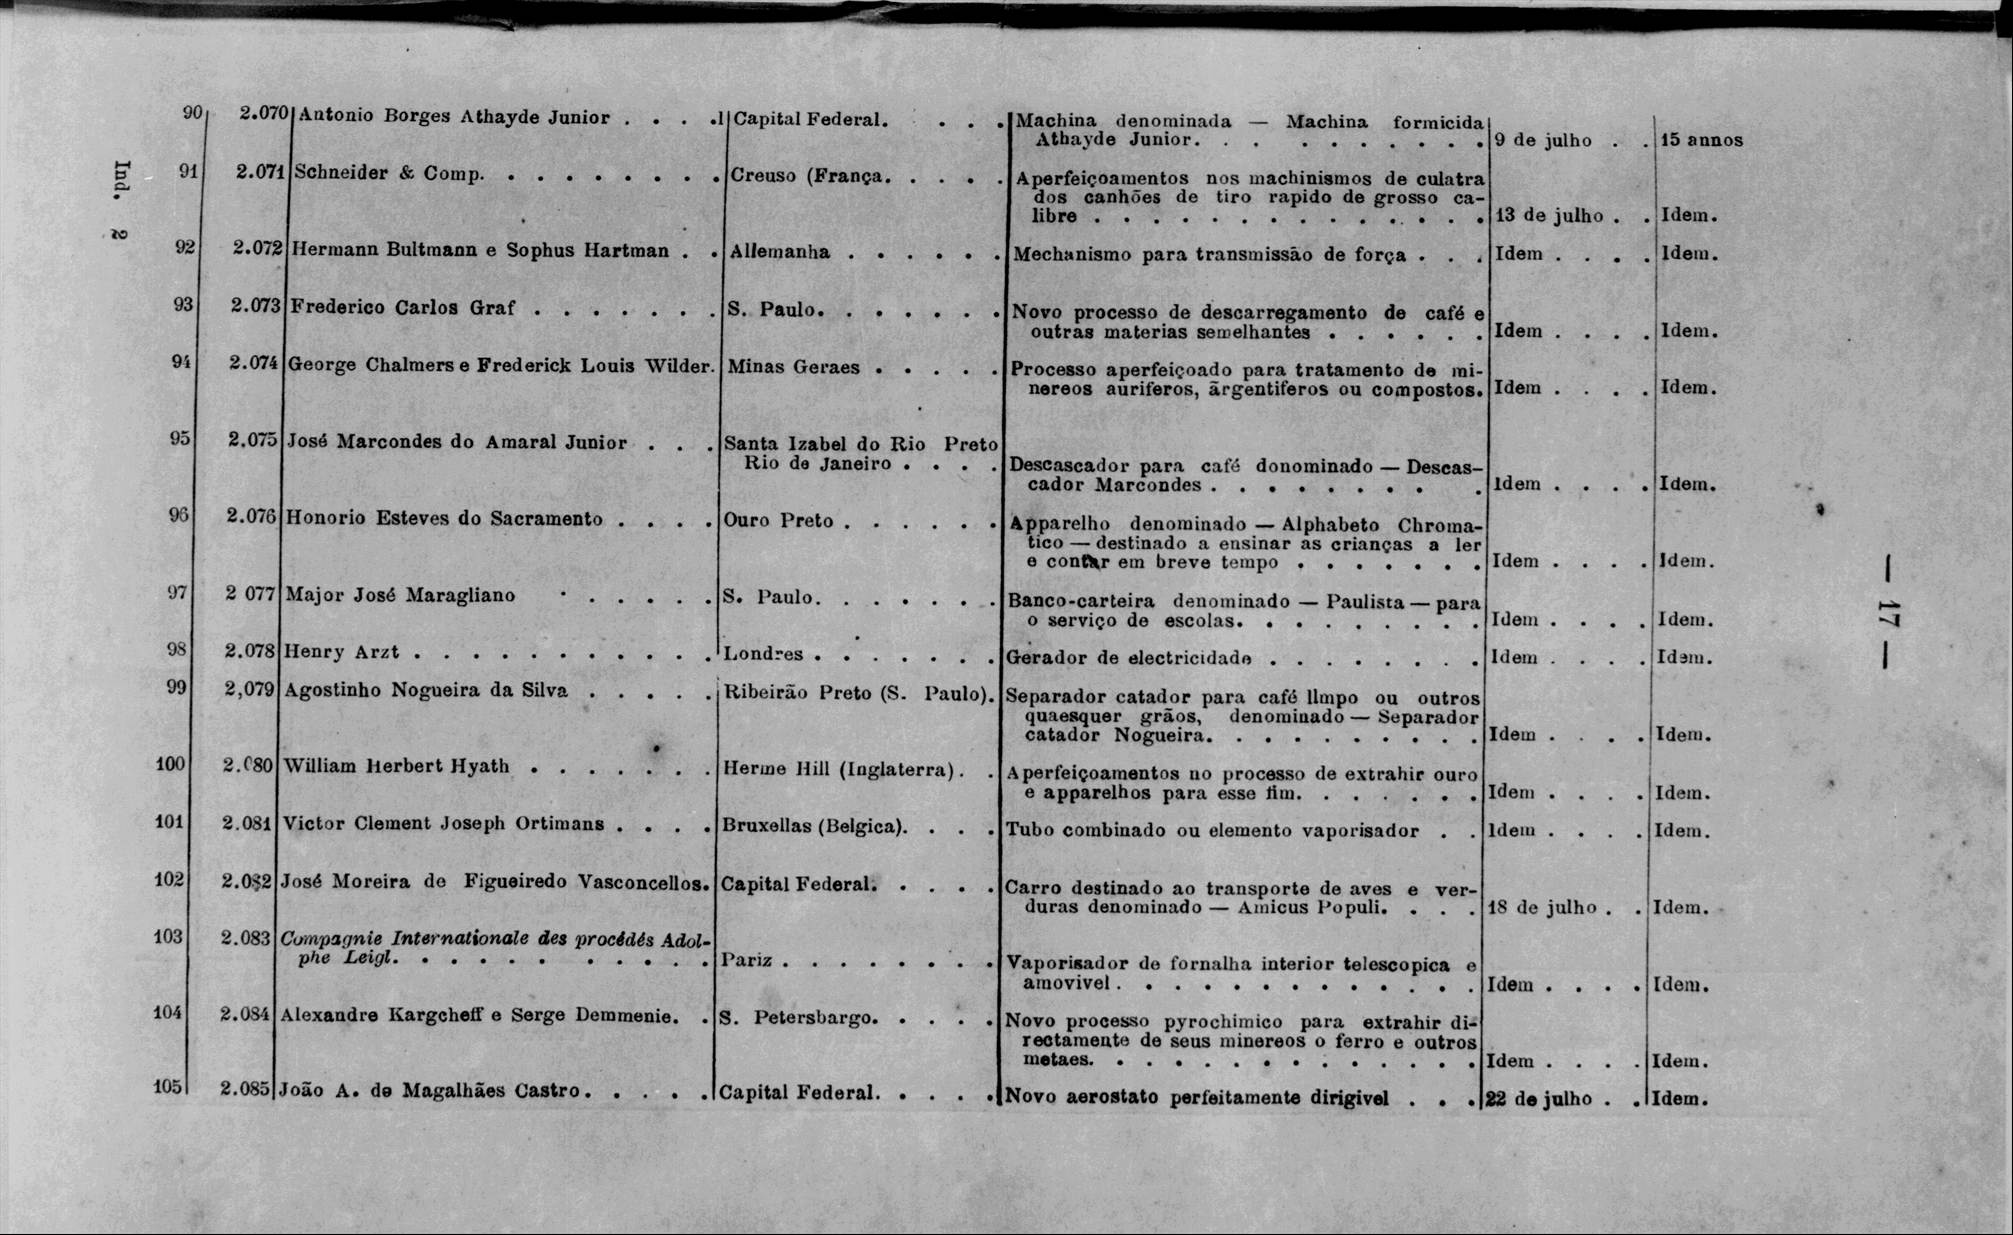 Ind. 2
— 17 —
90 2.070 Antonio Borges Athayde Junior . . . . Capital Federal. . . . Machina denominada — Machina formicida
Athayde Junior. . . . . . . . . . 9 de julho . . 15 annos
91 2.071 Schneider & Comp. . . . . . . . . Creuso (França. . . . . Aperfeiçoamentos nos machinismos de culatra
dos canhões de tiro rapido de grosso ca-
libre . . . . . . . . . . . . . . 13 de julho . . Idem.
92 2.072 Hermann Bultmann e Sophus Hartman . . Allemanha . . . . . . Mechanismo para transmissão de força . . . Idem . . . . Idem.
93 2.073 Frederico Carlos Graf . . . . . . . S. Paulo. . . . . . . Novo processo de descarregamento de café e
outras materias semelhantes . . . . . . Idem . . . . Idem.
94 2.074 George Chalmers e Frederick Louis Wilder. Minas Geraes . . . . . Processo aperfeiçoado para tratamento de mi-
nereos auriferos, ãrgentiferos ou compostos. Idem . . . . Idem.
95 2.075 José Marcondes do Amaral Junior . . . Santa Izabel do Rio Preto
Rio de Janeiro . . . . Descascador para café donominado — Descas-
cador Marcondes . . . . . . . . . Idem . . . . Idem.
96 2.076 Honorio Esteves do Sacramento . . . . Ouro Preto . . . . . . Apparelho denominado — Alphabeto Chroma-
tico — destinado a ensinar as crianças a ler
e contar em breve tempo . . . . . . . Idem . . . . Idem.
97 2 077 Major José Maragliano . . . . . . S. Paulo. . . . . . . Banco-carteira denominado — Paulista — para
o serviço de escolas. . . . . . . . . Idem . . . . Idem.
98 2.078 Henry Arzt . . . . . . . . . . . Londres . . . . . . . Gerador de electricidade . . . . . . . . Idem . . . . Idem.
99 2,079 Agostinho Nogueira da Silva . . . . . Ribeirão Preto (S. Paulo). Separador catador para café limpo ou outros
quaesquer grãos, denominado — Separador
catador Nogueira. . . . . . . . . . Idem . . . . Idem.
100 2.080 William Herbert Hyath . . . . . . . Herme Hill (Inglaterra). . Aperfeiçoamentos no processo de extrahir ouro
e apparelhos para esse fim. . . . . . . Idem . . . . Idem.
101 2.081 Victor Clement Joseph Ortimans . . . . Bruxellas (Belgica). . . . Tubo combinado ou elemento vaporisador . . Idem . . . . Idem.
102 2.082 José Moreira de Figueiredo Vasconcellos. Capital Federal. . . . . Carro destinado ao transporte de aves e ver-
duras denominado — Amicus Populi. . . . 18 de julho . . Idem.
103 2.083 Compagnie Internationale des procédés Adol-
phe Leigl. . . . . . . . . . . Pariz . . . . . . . . Vaporisador de fornalha interior telescopica e
amovivel . . . . . . . . . . . . . Idem . . . . Idem.
104 2.084 Alexandre Kargcheff e Serge Demmenie. . S. Petersbargo. . . . . Novo processo pyrochimico para extrahir di-
rectamente de seus minereos o ferro e outros
metaes. . . . . . . . . . . . . . Idem . . . . Idem.
105 2.085 João A. de Magalhães Castro. . . . . Capital Federal. . . . . Novo aerostato perfeitamente dirigivel . . . 22 de julho . . Idem.